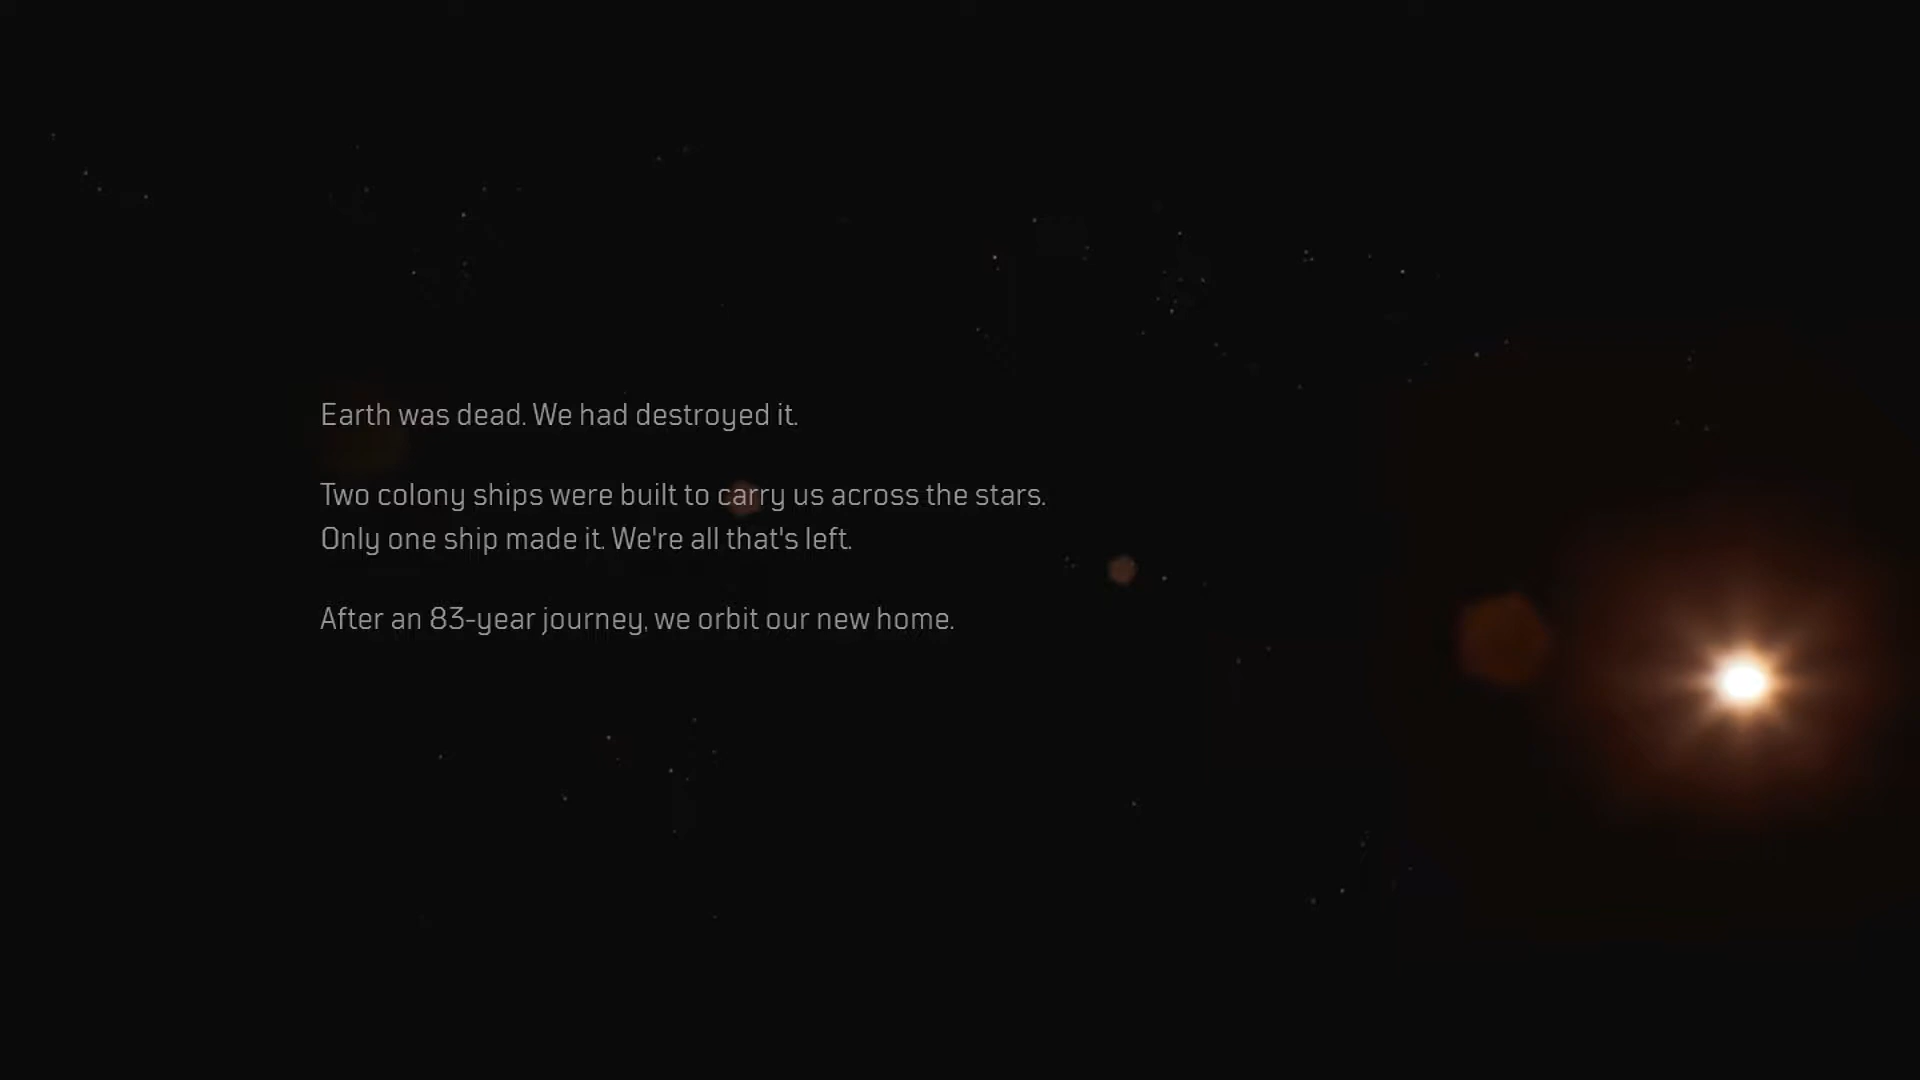 Earth was dead. We had destroyed it.
Two colony ships were built to carry us across the stars.
Only one ship made it. We're all that's left.
After an 83-year journey, we orbit our new home.